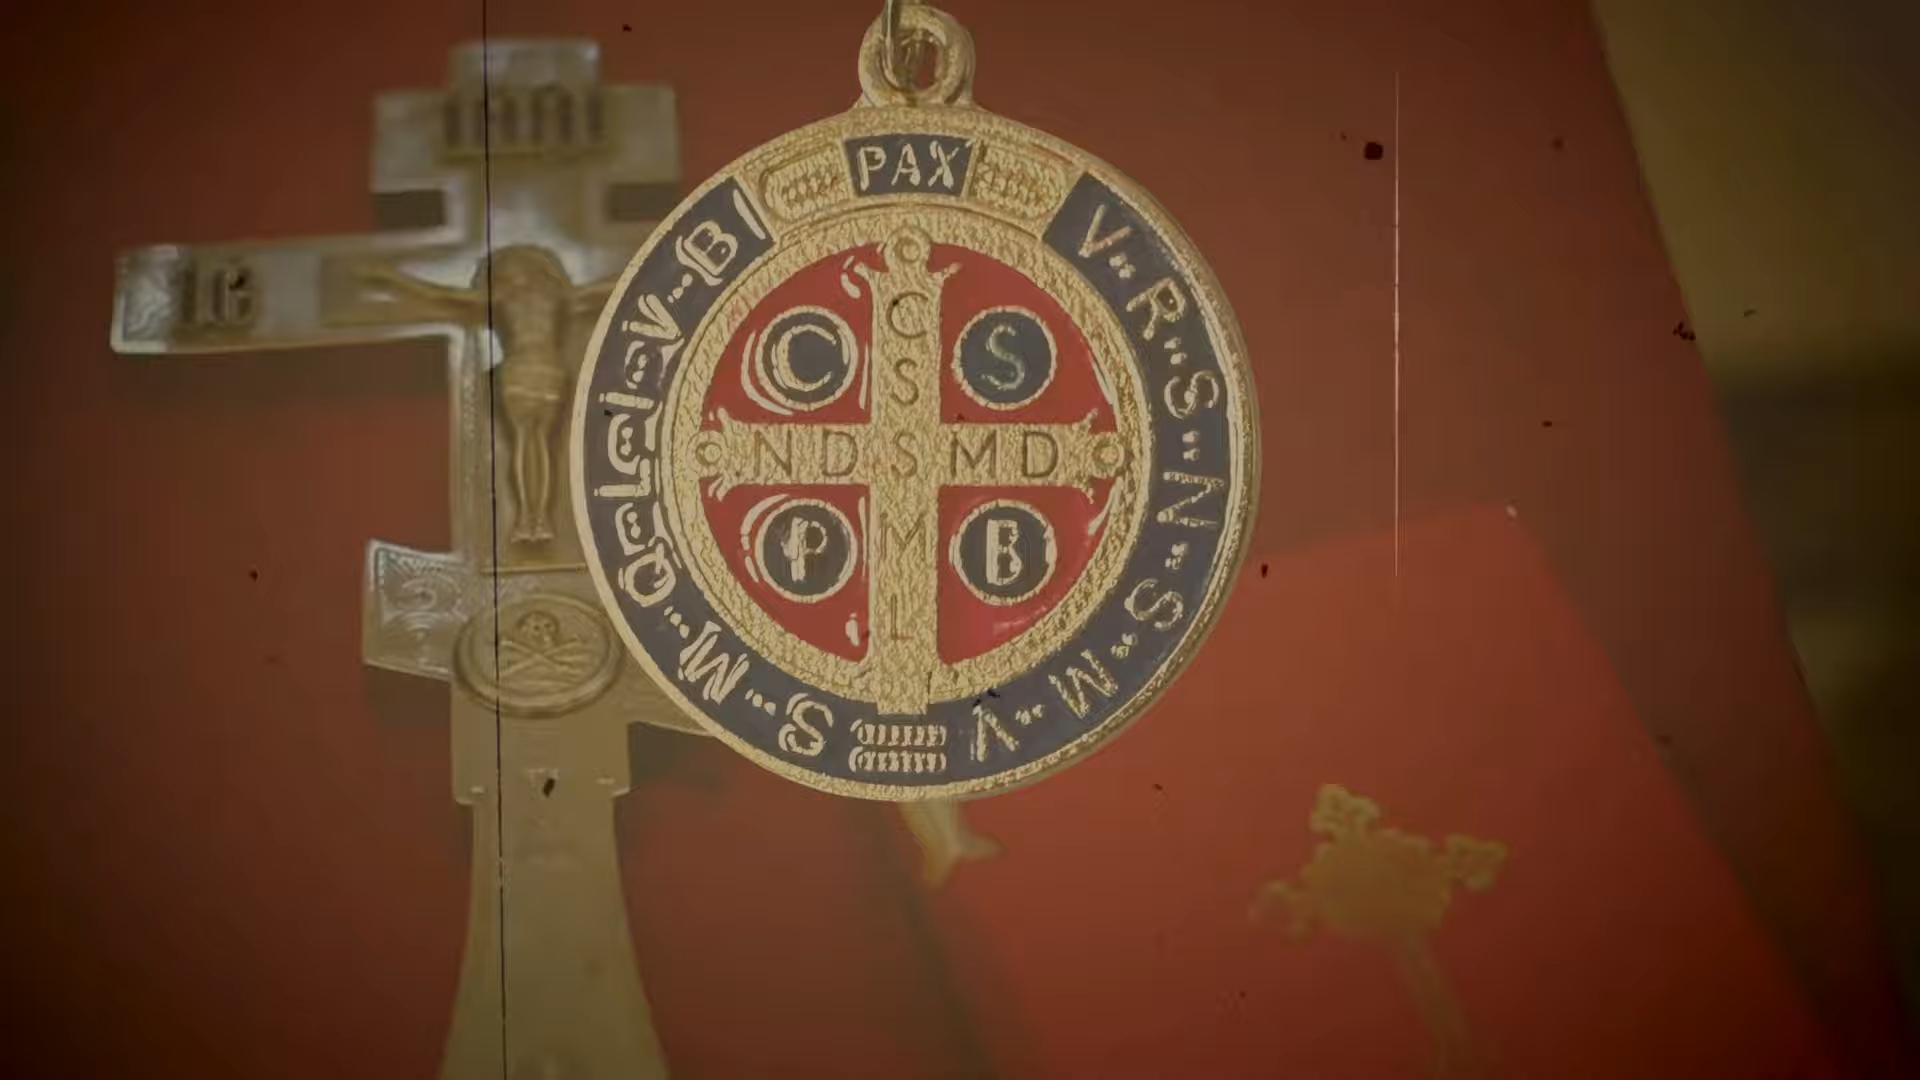 PAX
V·R·S·N·S·M·V
S·M·Q·L·I·V·B
C S
C
S
N D S M D
M
L
P B